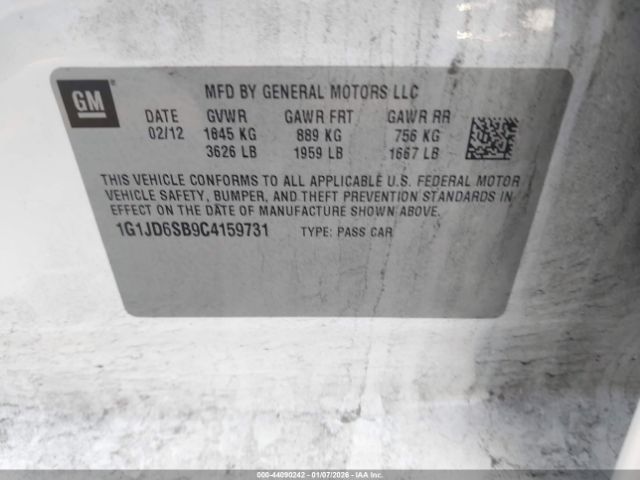 GM
MFD BY GENERAL MOTORS LLC
DATE GVWR GAWR FRT GAWR RR
02/12 1645 KG 889 KG 756 KG
3626 LB 1959 LB 1667 LB
THIS VEHICLE CONFORMS TO ALL APPLICABLE U.S. FEDERAL MOTOR
VEHICLE SAFETY, BUMPER, AND THEFT PREVENTION STANDARDS IN
EFFECT ON THE DATE OF MANUFACTURE SHOWN ABOVE.
1G1JD6SB9C4159731 TYPE: PASS CAR
000-44090242 - 01/07/2026 - IAAI.COM